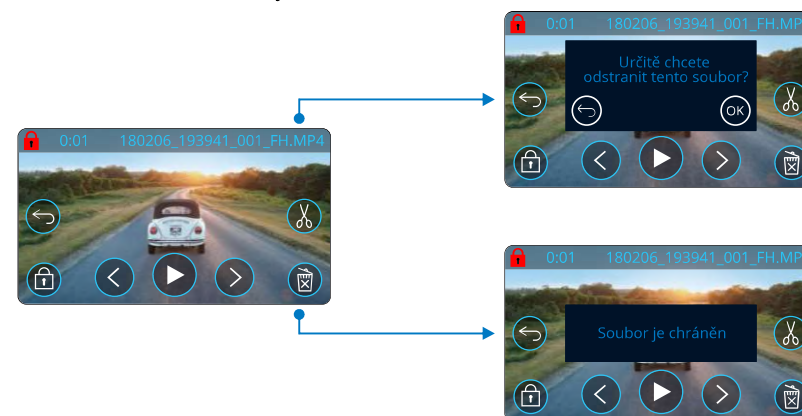 0:01 180206_193941_001_FH.MP4
0:01 180206_193941_001_FH.MP
Určitě chcete
odstranit tento soubor?
OK
0:01 180206_193941_001_FH.MP
Soubor je chráněn